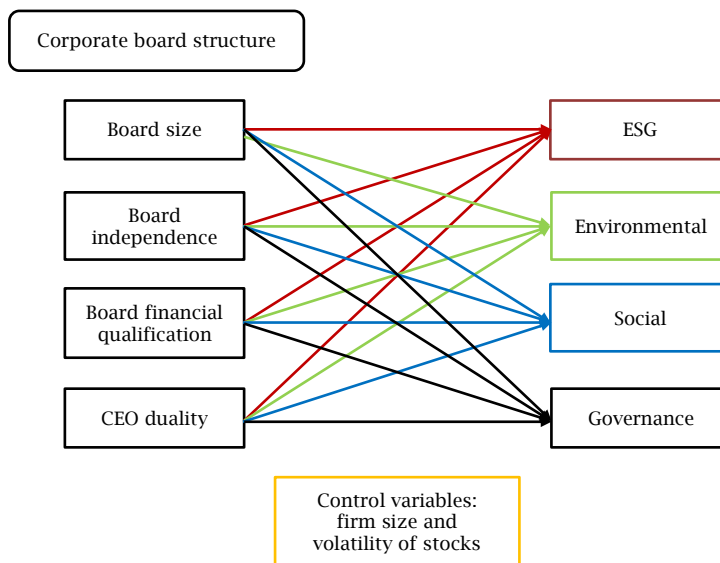 Corporate board structure
Board size
ESG
Board
independence
Environmental
Board financial
qualification
Social
CEO duality
Governance
Control variables:
firm size and
volatility of stocks